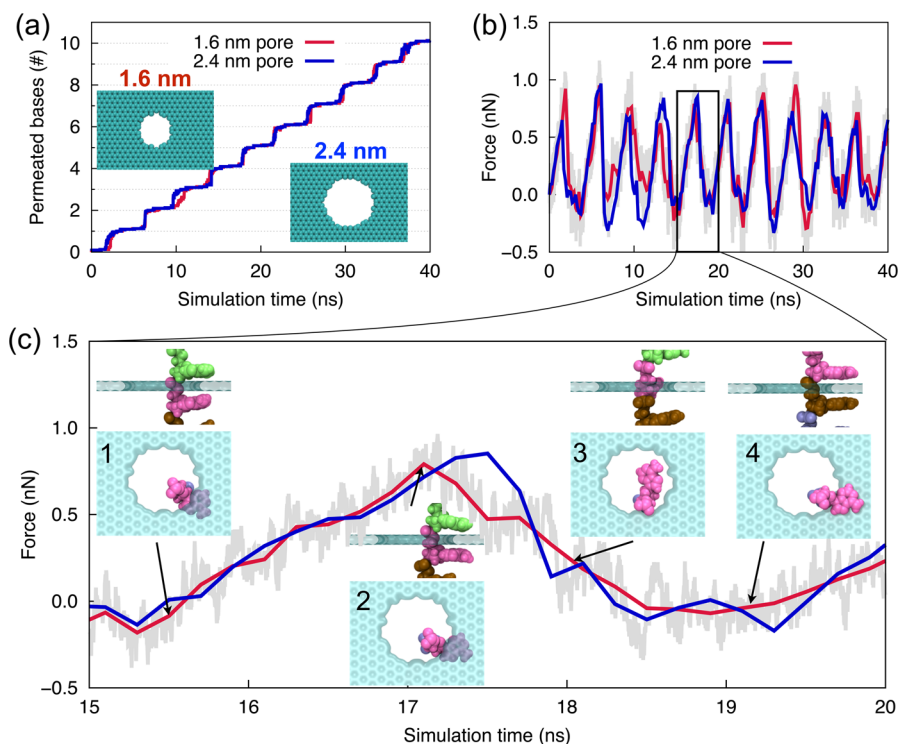 (a)
10
8
6
4
2
0
Permeated bases (#)
1.6 nm pore
2.4 nm pore
1.6 nm
2.4 nm
0 10 20 30 40
Simulation time (ns)
(b)
1.5
1.0
0.5
0.0
−0.5
Force (nN)
1.6 nm pore
2.4 nm pore
0 10 20 30 40
Simulation time (ns)
(c)
1.5
1.0
0.5
0.0
−0.5
Force (nN)
1
2
3
4
15 16 17 18 19 20
Simulation time (ns)